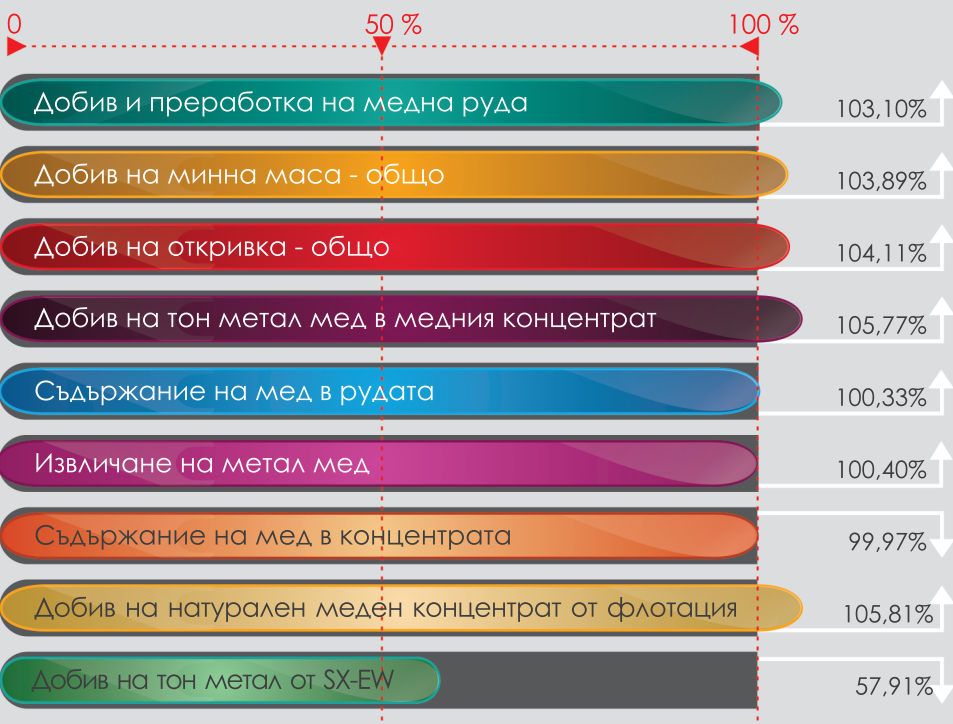 0 50 % 100 %
Добив и преработка на медна руда 103,10%
Добив на минна маса - общо 103,89%
Добив на откривка - общо 104,11%
Добив на тон метал мед в медния концентрат 105,77%
Съдържание на мед в рудата 100,33%
Извличане на метал мед 100,40%
Съдържание на мед в концентрата 99,97%
Добив на натурален меден концентрат от флотация 105,81%
Добив на тон метал от SX-EW 57,91%